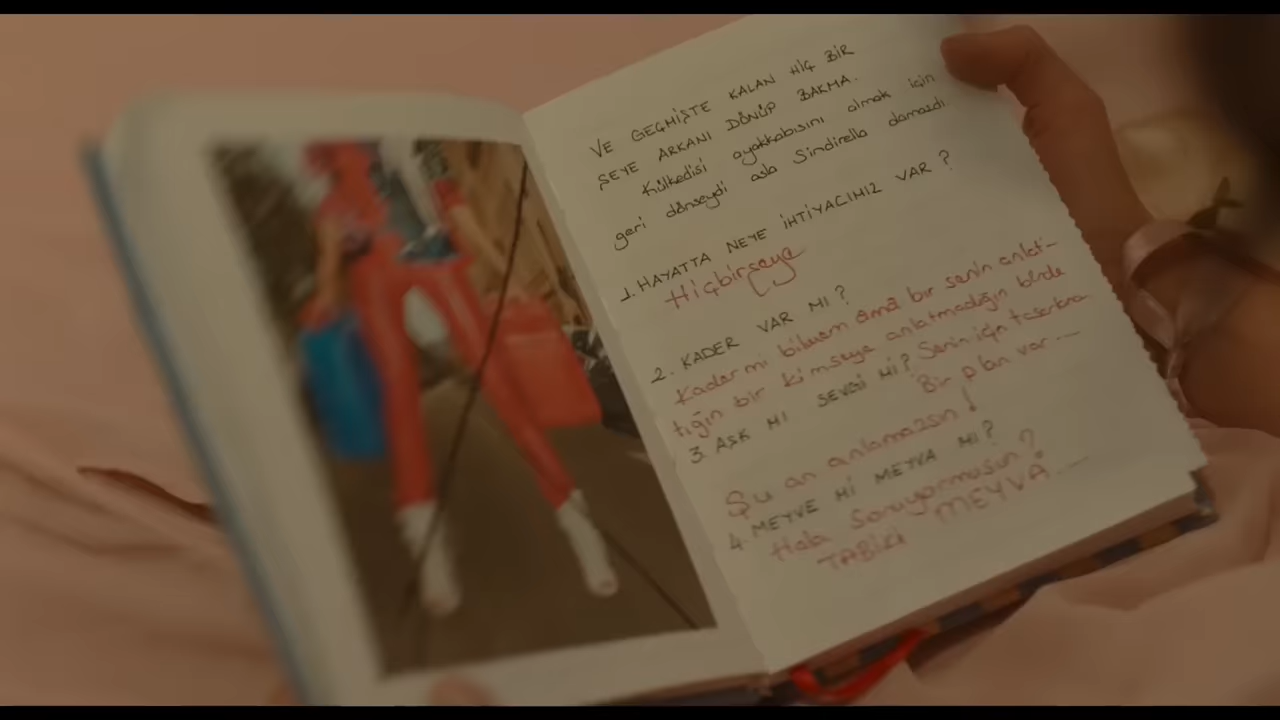 VE GEÇMİŞTE KALAN HİÇ BİR
ŞEYE ARKANI DÖNÜP BAKMA.
Külkedisi ayakkabısını almak için
geri dönseydi asla Sindirella olamazdı
1. HAYATTA NEYE İHTİYACIMIZ VAR ?
Hiçbirşeye
2. KADER VAR MI ?
Kader mi bilmem ama bir senin anlat-
tığın bir kimseye anlatmadığın birde
3. AŞK MI SEVGİ Mİ? Senin için tasarlanan
Bir plan var ....
Şu an anlamazsın !
4. MEYVE Mİ MEYVA MI?
Hala soruyormusun ?
TABİKİ MEYVA....